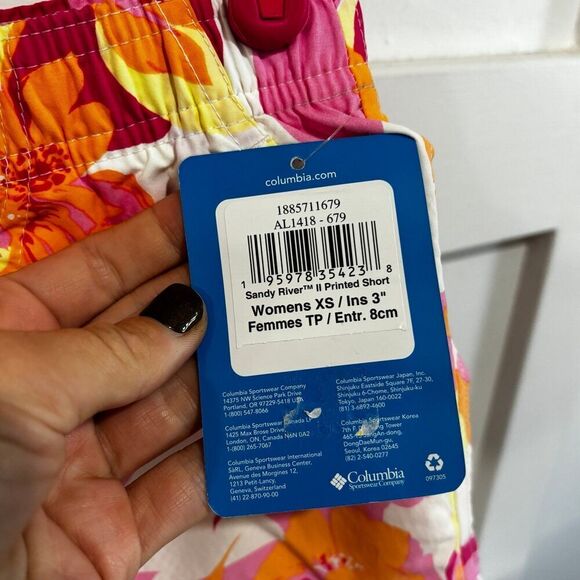 columbia.com
1885711679
AL1418 - 679
1 95978 35423 8
Sandy River™ II Printed Short
Womens XS / Ins 3"
Femmes TP / Entr. 8cm
Columbia Sportswear Company
14375 NW Science Park Drive
Portland, OR 97229-5418 USA
1-(800) 547-8066
Columbia Sportswear Canada L
1425 Max Brose Drive, Suite
London, ON, Canada N6N 0A2
1-(800) 265-7067
Columbia Sportswear International
SàRL, Geneva Business Center,
Avenue des Morgines 12,
1213 Petit-Lancy,
Geneva, Switzerland
(41) 22-870-90-00
Columbia Sportswear Japan, Inc.
Shinjuku Eastside Square 7F, 27-30,
Shinjuku 6-Chome, Shinjuku-ku
Tokyo, Japan 160-0022
(81) 3-6892-4600
Columbia Sportswear Korea
7th F, Tower
DongDaeMun-gu,
Seoul, Korea
(82) 2-540-0277
Columbia
Sportswear Company
097305